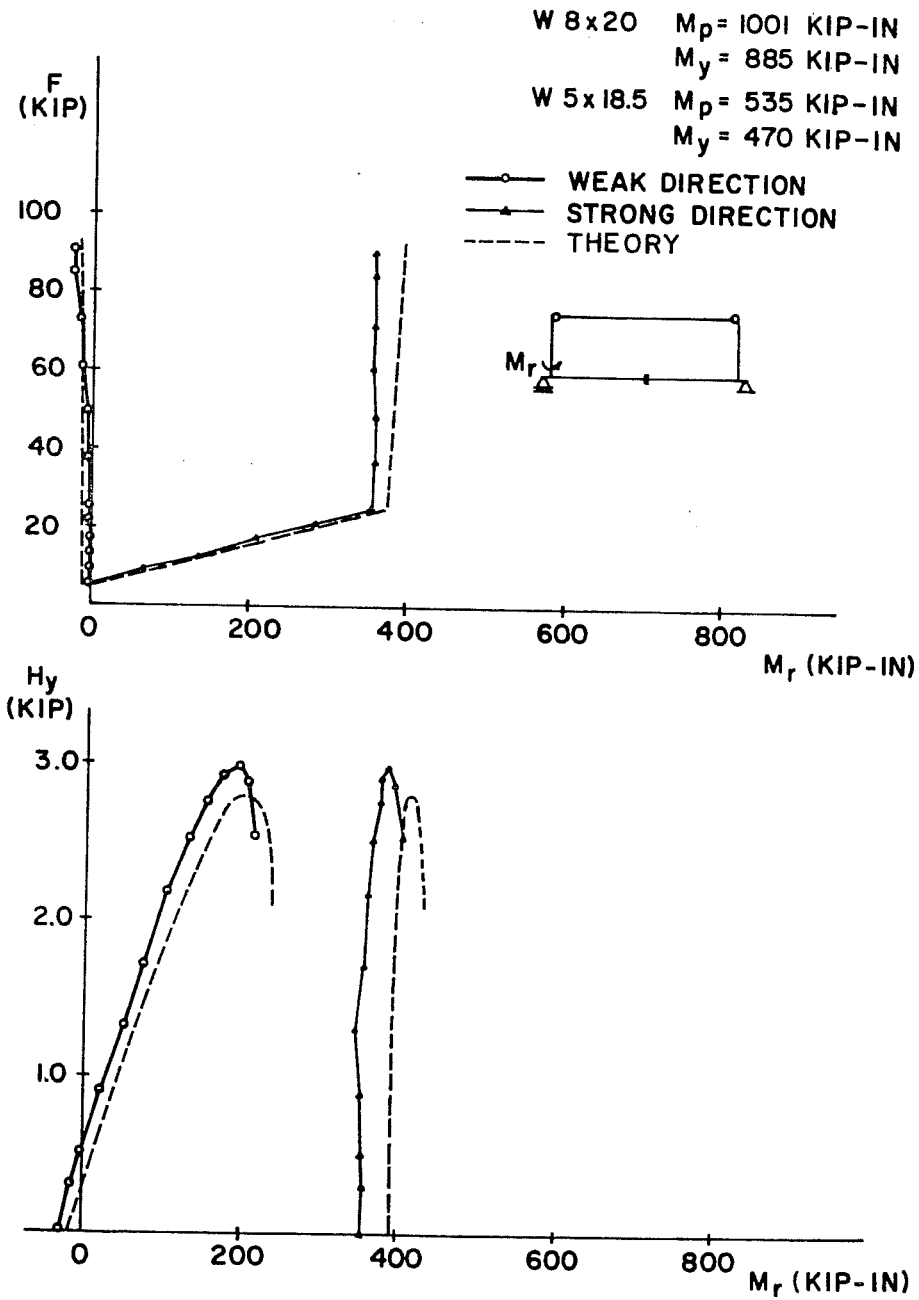 W 8x20 Mp = 1001 KIP-IN
My = 885 KIP-IN
W 5x18.5 Mp = 535 KIP-IN
My = 470 KIP-IN
WEAK DIRECTION
STRONG DIRECTION
THEORY
F
(KIP)
100
80
60
40
20
Mr
0 200 400 600 800
Mr (KIP-IN)
Hy
(KIP)
3.0
2.0
1.0
0 200 400 600 800
Mr (KIP-IN)